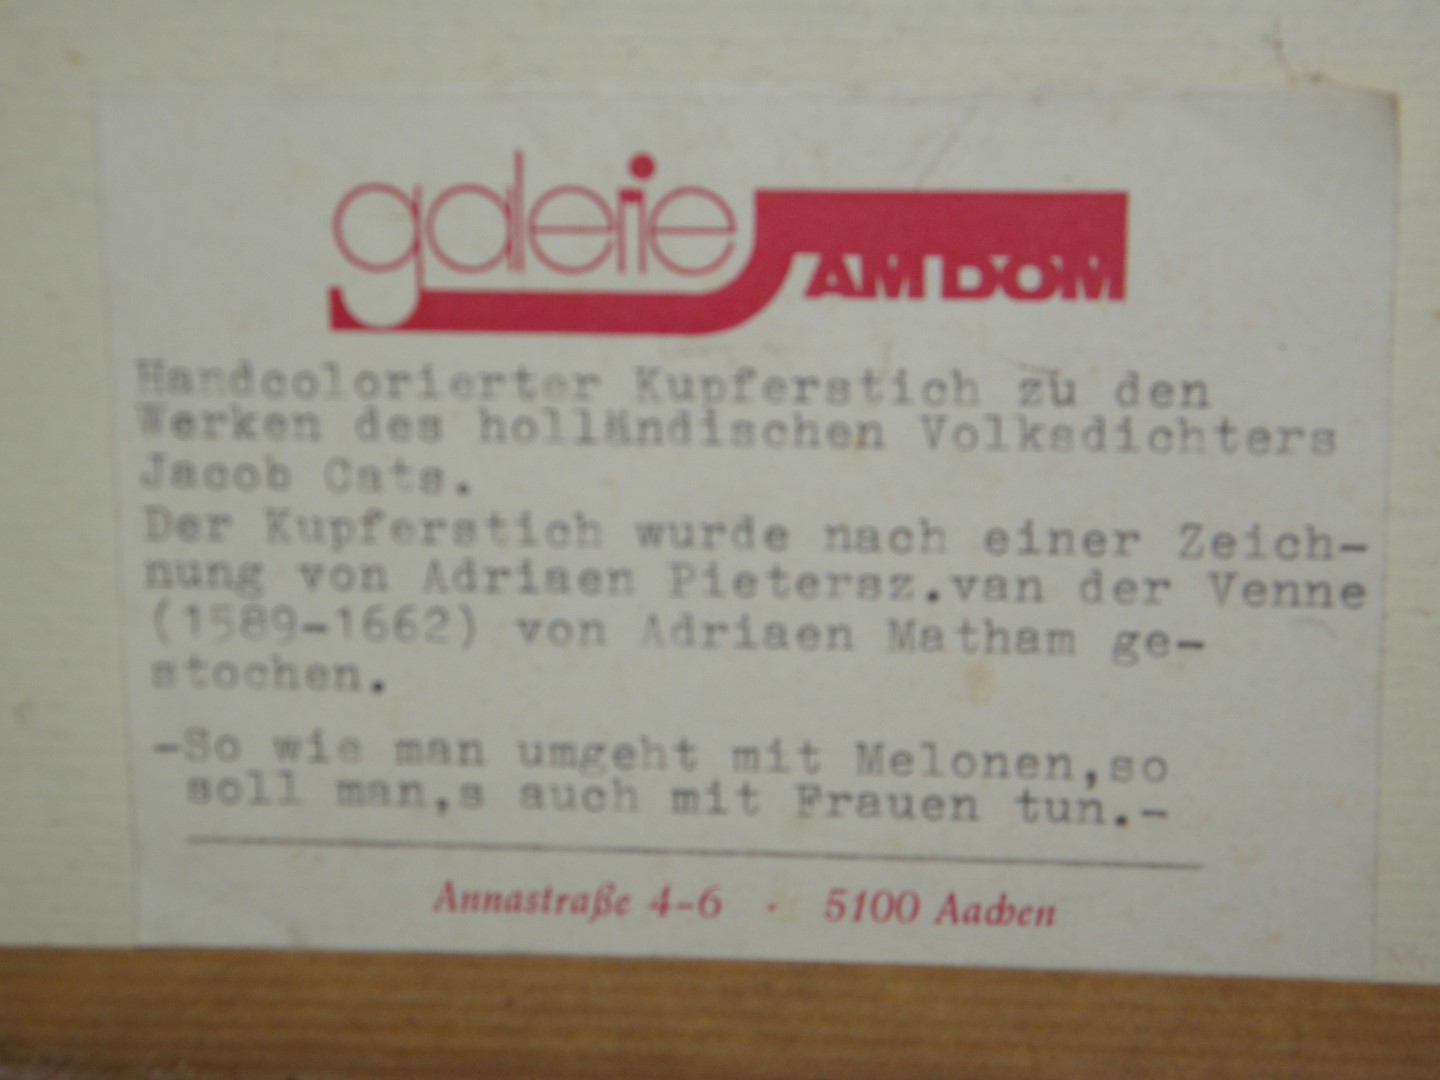 galerie AM DOM
Handcolorierter Kupferstich zu den
Werken des holländischen Volksdichters
Jacob Cats.
Der Kupferstich wurde nach einer Zeich-
nung von Adriaen Pietersz.van der Venne
(1589-1662) von Adriaen Matham ge-
stochen.
-So wie man umgeht mit Melonen,so
soll man,s auch mit Frauen tun.-
Annastraße 4-6 · 5100 Aachen